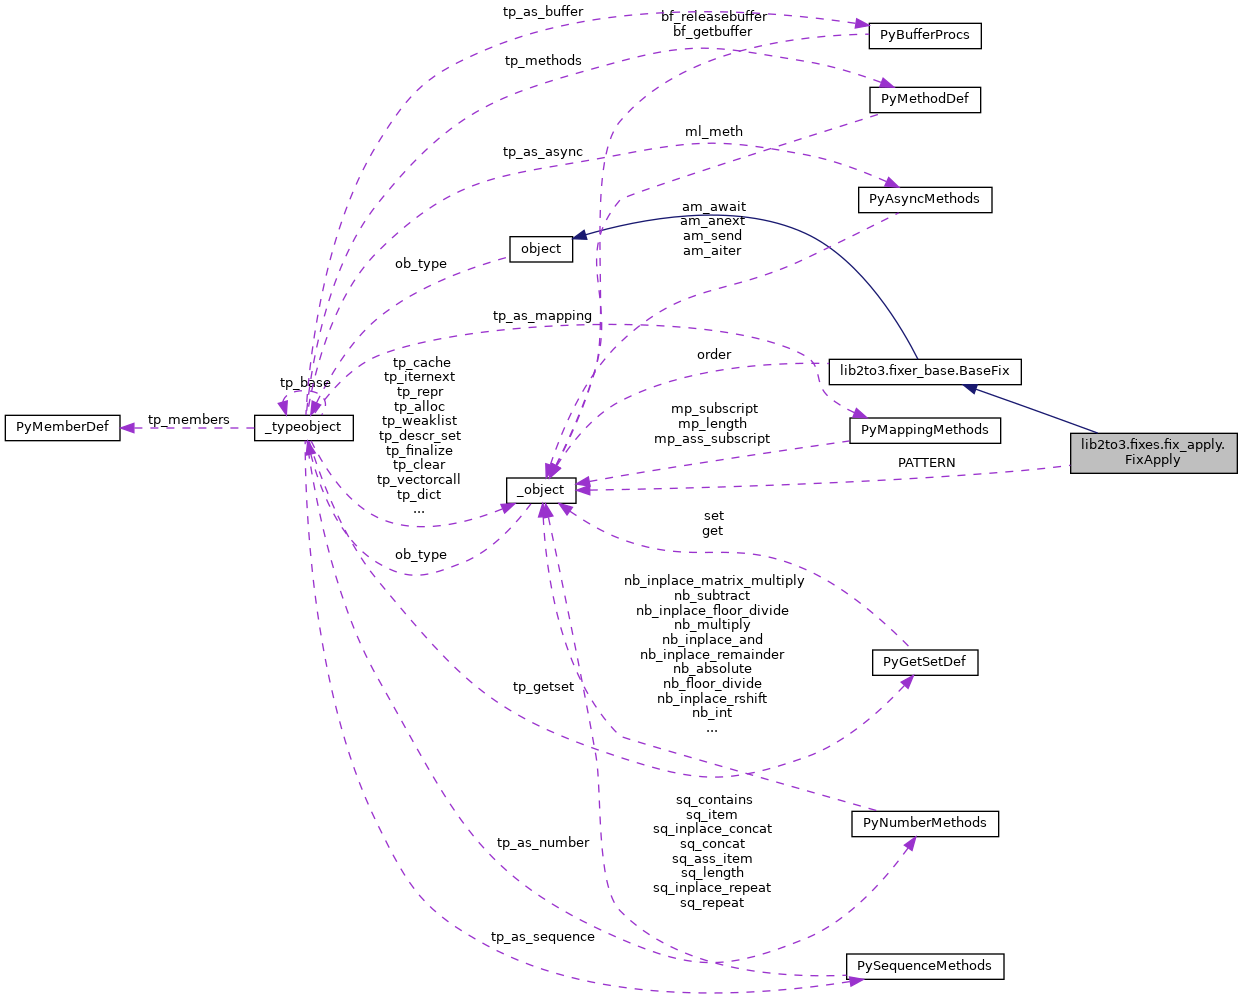 tp_as_buffer
bf_releasebuffer
bf_getbuffer
PyBufferProcs
tp_methods
PyMethodDef
ml_meth
tp_as_async
PyAsyncMethods
am_await
am_anext
am_send
am_aiter
object
ob_type
tp_as_mapping
order
lib2to3.fixer_base.BaseFix
tp_cache
tp_iternext
tp_repr
tp_alloc
tp_weaklist
tp_descr_set
tp_finalize
tp_clear
tp_vectorcall
tp_dict
...
tp_base
PyMemberDef
tp_members
_typeobject
mp_subscript
mp_length
mp_ass_subscript
PyMappingMethods
lib2to3.fixes.fix_apply.
FixApply
PATTERN
_object
set
get
ob_type
nb_inplace_matrix_multiply
nb_subtract
nb_inplace_floor_divide
nb_multiply
nb_inplace_and
nb_inplace_remainder
nb_absolute
nb_floor_divide
nb_inplace_rshift
nb_int
...
PyGetSetDef
tp_getset
sq_contains
sq_item
sq_inplace_concat
sq_concat
sq_ass_item
sq_length
sq_inplace_repeat
sq_repeat
PyNumberMethods
tp_as_number
tp_as_sequence
PySequenceMethods